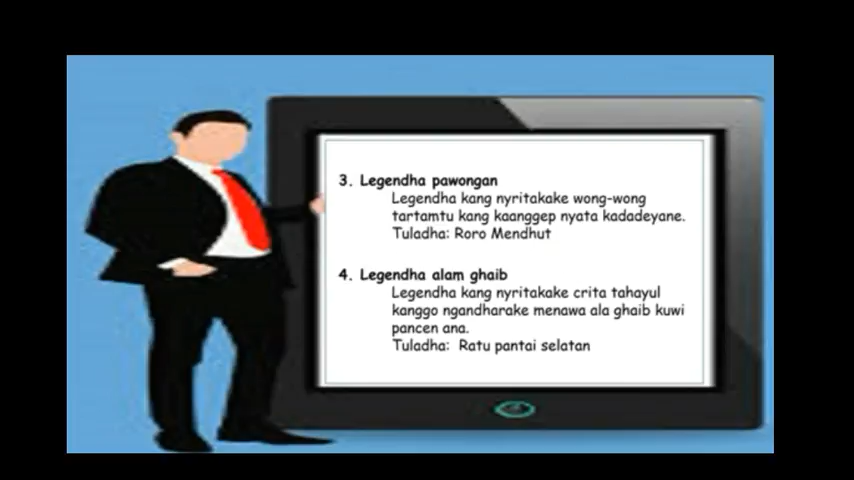 3. Legendha pawongan
Legendha kang nyritakake wong-wong
tartamtu kang kaanggep nyata kadadeyane.
Tuladha: Roro Mendhut
4. Legendha alam ghaib
Legendha kang nyritakake crita tahayul
kanggo ngandharake menawa ala ghaib kuwi
pancen ana.
Tuladha: Ratu pantai selatan